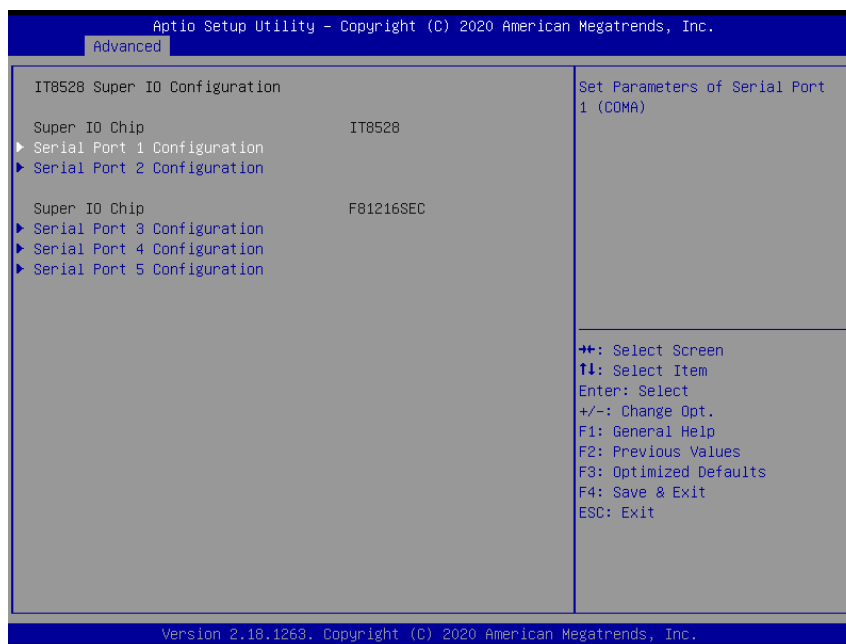 Aptio Setup Utility – Copyright (C) 2020 American Megatrends, Inc.
Advanced
IT8528 Super IO Configuration
Super IO Chip IT8528
Serial Port 1 Configuration
Serial Port 2 Configuration
Super IO Chip F81216SEC
Serial Port 3 Configuration
Serial Port 4 Configuration
Serial Port 5 Configuration
Set Parameters of Serial Port
1 (COMA)
→←: Select Screen
↑↓: Select Item
Enter: Select
+/-: Change Opt.
F1: General Help
F2: Previous Values
F3: Optimized Defaults
F4: Save & Exit
ESC: Exit
Version 2.18.1263. Copyright (C) 2020 American Megatrends, Inc.